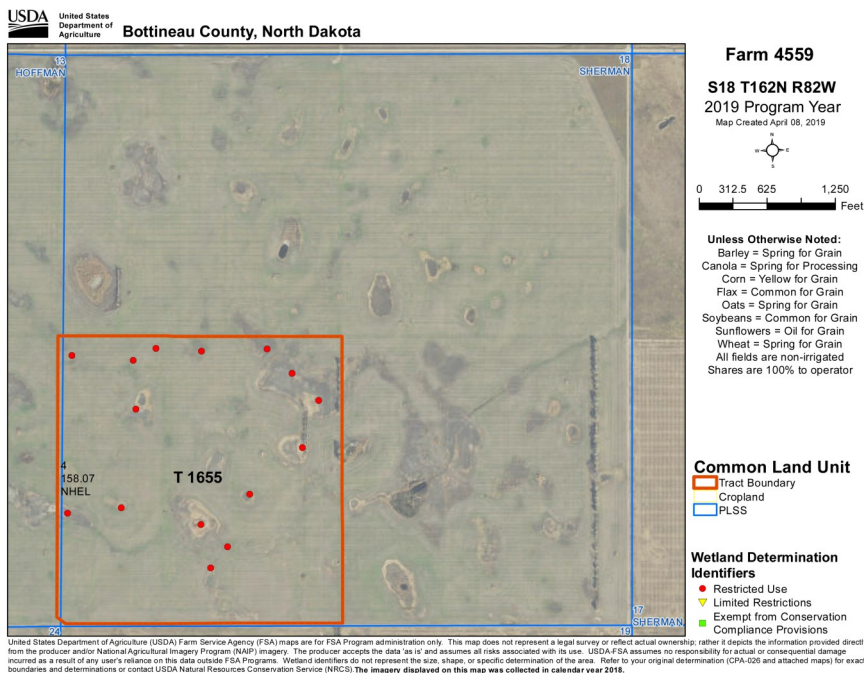 USDA
United States
Department of
Agriculture
Bottineau County, North Dakota
13
HOFFMAN
18
SHERMAN
4
158.07
NHEL
T 1655
24
17
SHERMAN
19
Farm 4559
S18 T162N R82W
2019 Program Year
Map Created April 08, 2019
N
W E
S
0 312.5 625 1,250
Feet
Unless Otherwise Noted:
Barley = Spring for Grain
Canola = Spring for Processing
Corn = Yellow for Grain
Flax = Common for Grain
Oats = Spring for Grain
Soybeans = Common for Grain
Sunflowers = Oil for Grain
Wheat = Spring for Grain
All fields are non-irrigated
Shares are 100% to operator
Common Land Unit
Tract Boundary
Cropland
PLSS
Wetland Determination
Identifiers
Restricted Use
Limited Restrictions
Exempt from Conservation
Compliance Provisions
United States Department of Agriculture (USDA) Farm Service Agency (FSA) maps are for FSA Program administration only. This map does not represent a legal survey or reflect actual ownership; rather it depicts the information provided directl
from the producer and/or National Agricultural Imagery Program (NAIP) imagery. The producer accepts the data 'as is' and assumes all risks associated with its use. USDA-FSA assumes no responsibility for actual or consequential damage
incurred as a result of any user's reliance on this data outside FSA Programs. Wetland identifiers do not represent the size, shape, or specific determination of the area. Refer to your original determination (CPA-026 and attached maps) for exac
boundaries and determinations or contact USDA Natural Resources Conservation Service (NRCS). The imagery displayed on this map was collected in calendar year 2018.